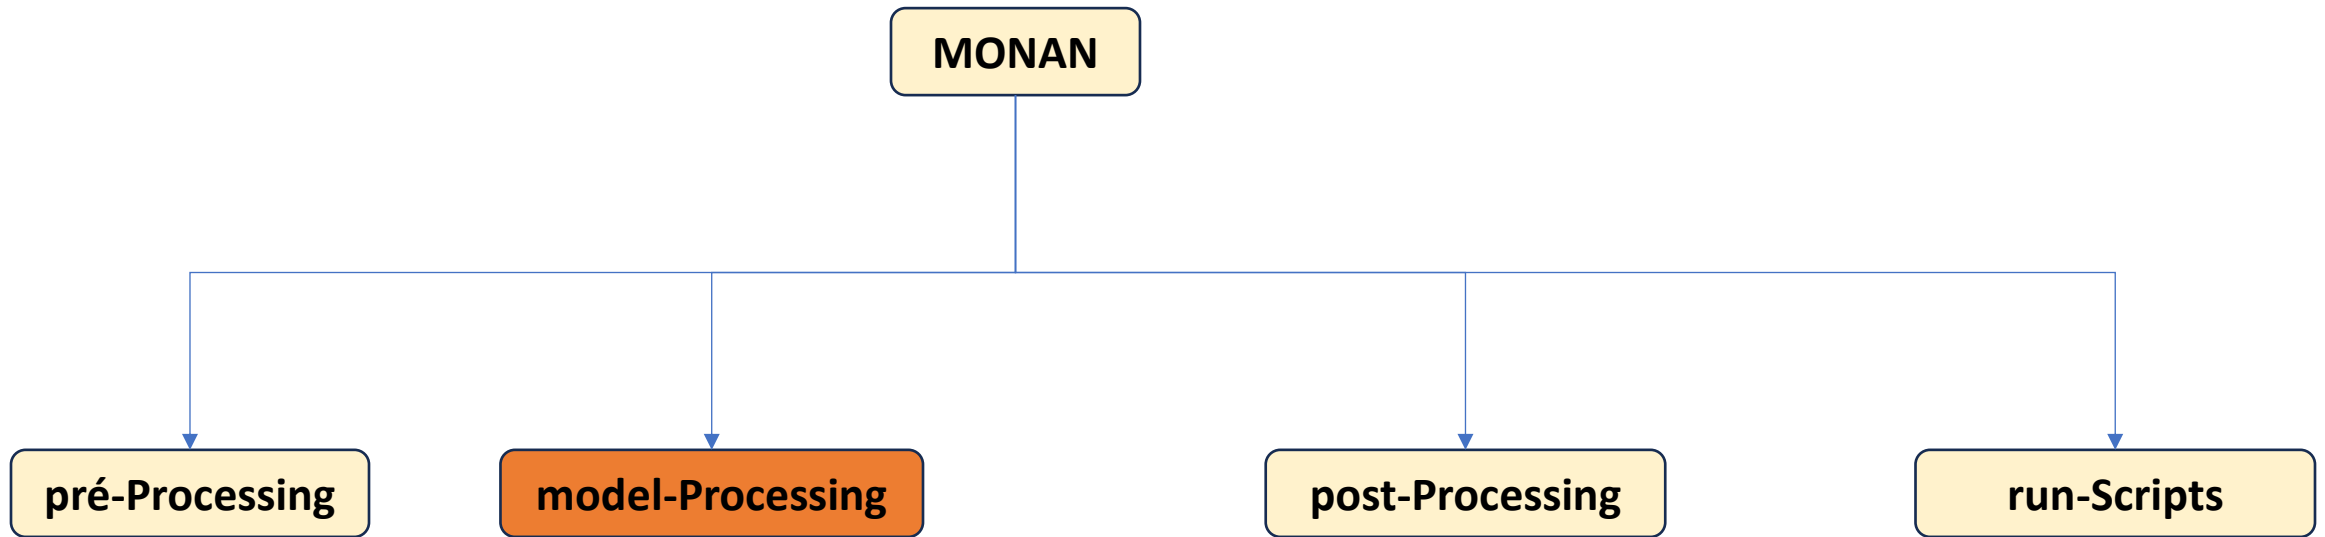 MONAN
pré-Processing
model-Processing
post-Processing
run-Scripts